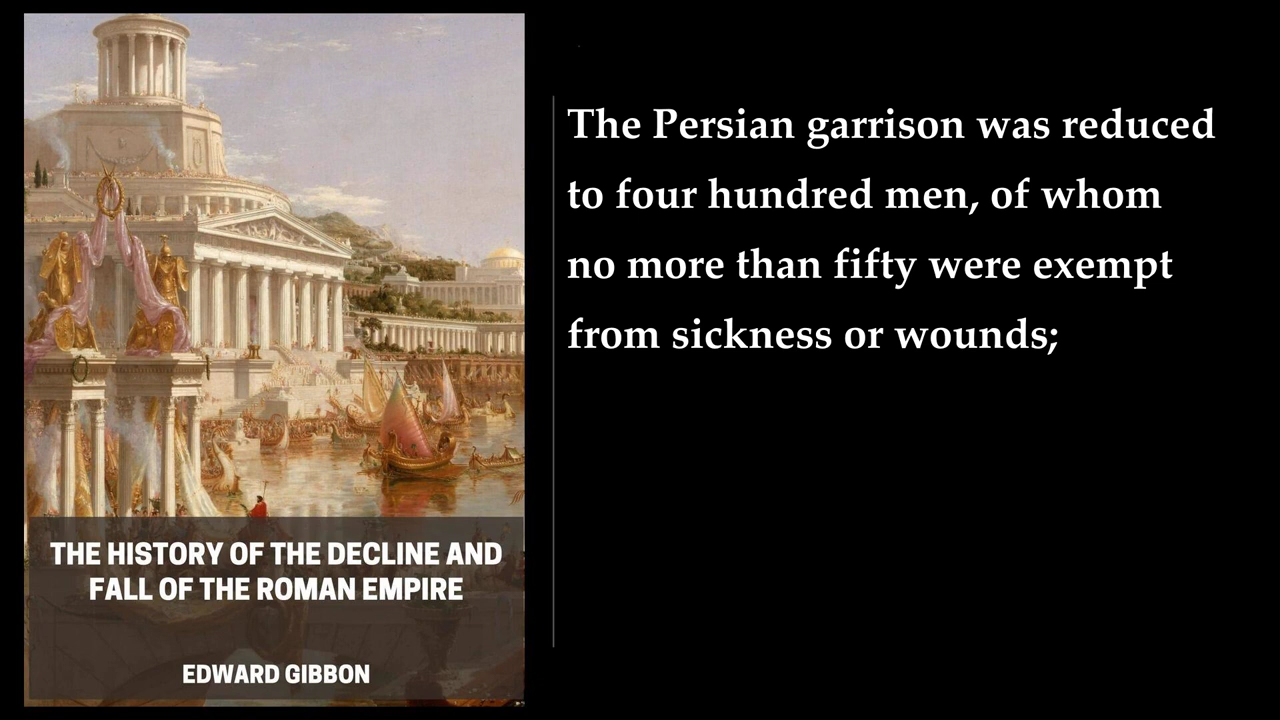 THE HISTORY OF THE DECLINE AND
FALL OF THE ROMAN EMPIRE
EDWARD GIBBON
The Persian garrison was reduced
to four hundred men, of whom
no more than fifty were exempt
from sickness or wounds;